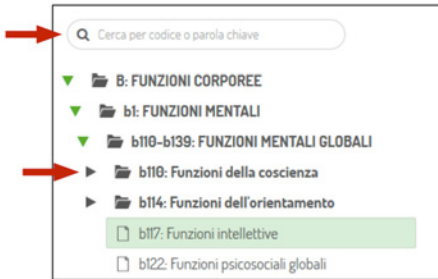 Cerca per codice o parola chiave
B: FUNZIONI CORPOREE
b1: FUNZIONI MENTALI
b110-b139: FUNZIONI MENTALI GLOBALI
b110: Funzioni della coscienza
b114: Funzioni dell'orientamento
b117: Funzioni intellettive
b122: Funzioni psicosociali globali